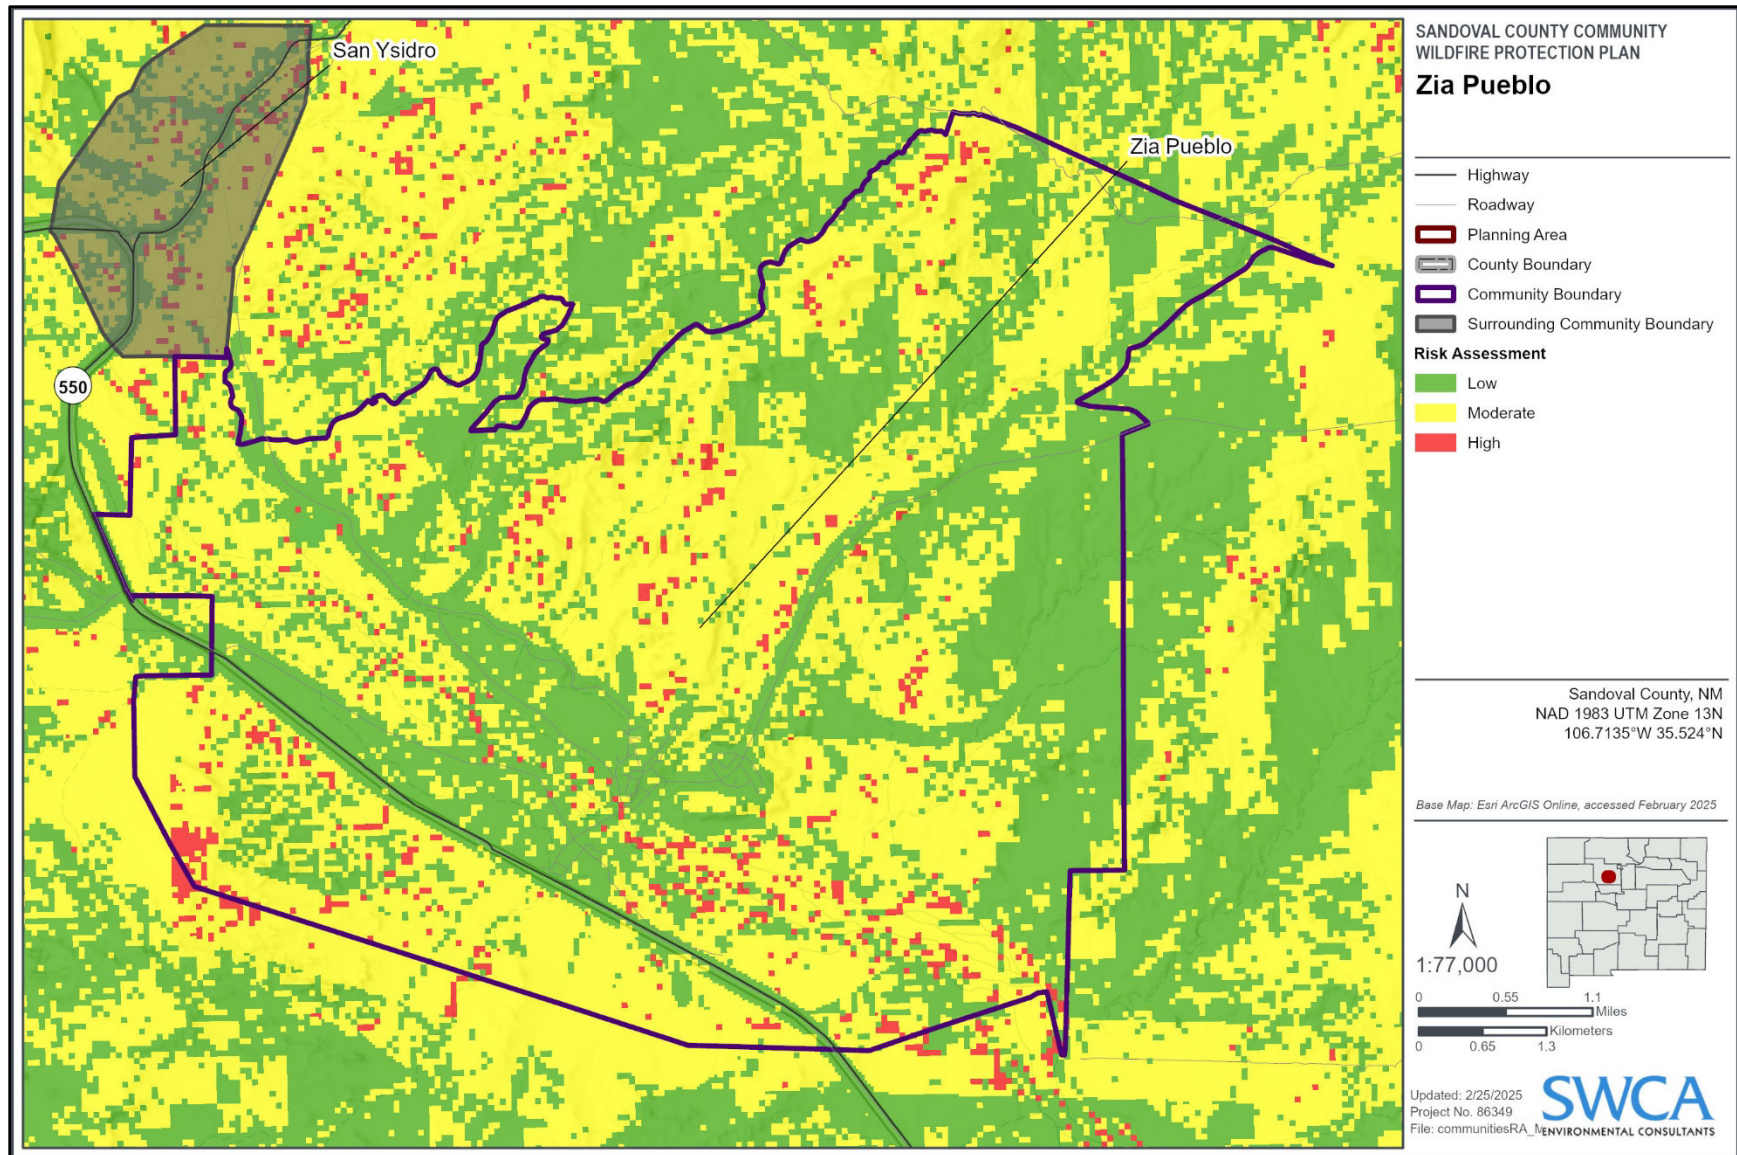 SANDOVAL COUNTY COMMUNITY
WILDFIRE PROTECTION PLAN
Zia Pueblo
Highway
Roadway
Planning Area
County Boundary
Community Boundary
Surrounding Community Boundary
Risk Assessment
Low
Moderate
High
Sandoval County, NM
NAD 1983 UTM Zone 13N
106.7135°W 35.524°N
Base Map: Esri ArcGIS Online, accessed February 2025
N
1:77,000
0 0.55 1.1
Miles
Kilometers
0 0.65 1.3
Updated: 2/25/2025
Project No. 86349
File: communitiesRA_M
SWCA
ENVIRONMENTAL CONSULTANTS
San Ysidro
Zia Pueblo
550